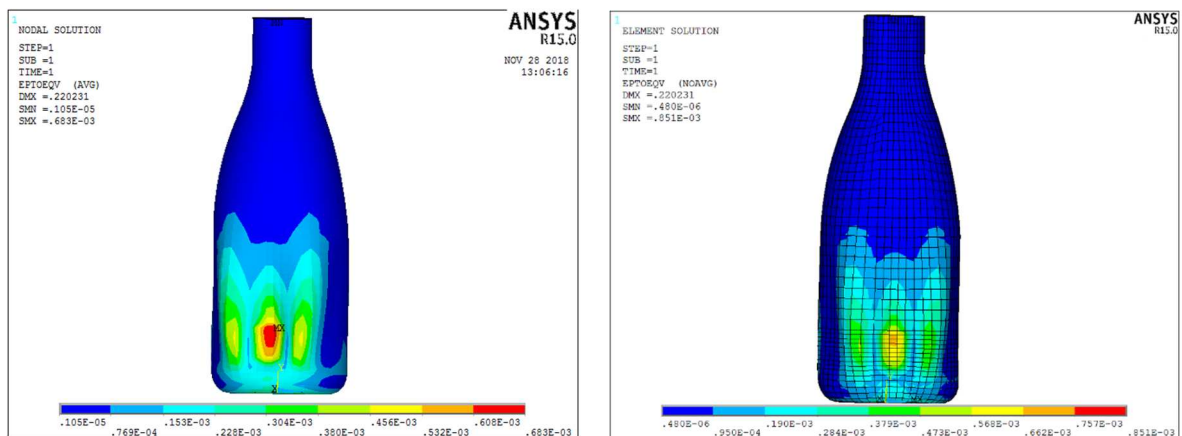 1
NODAL SOLUTION
STEP=1
SUB =1
TIME=1
EPTOEQV (AVG)
DMX =.220231
SMN =.105E-05
SMX =.683E-03
ANSYS
R15.0
NOV 28 2018
13:06:16
MX
X
.105E-05 .153E-03 .304E-03 .456E-03 .608E-03
.769E-04 .228E-03 .380E-03 .532E-03 .683E-03
1
ELEMENT SOLUTION
STEP=1
SUB =1
TIME=1
EPTOEQV (NOAVG)
DMX =.220231
SMN =.480E-06
SMX =.851E-03
ANSYS
R15.0
.480E-06 .190E-03 .379E-03 .568E-03 .757E-03
.950E-04 .284E-03 .473E-03 .662E-03 .851E-03